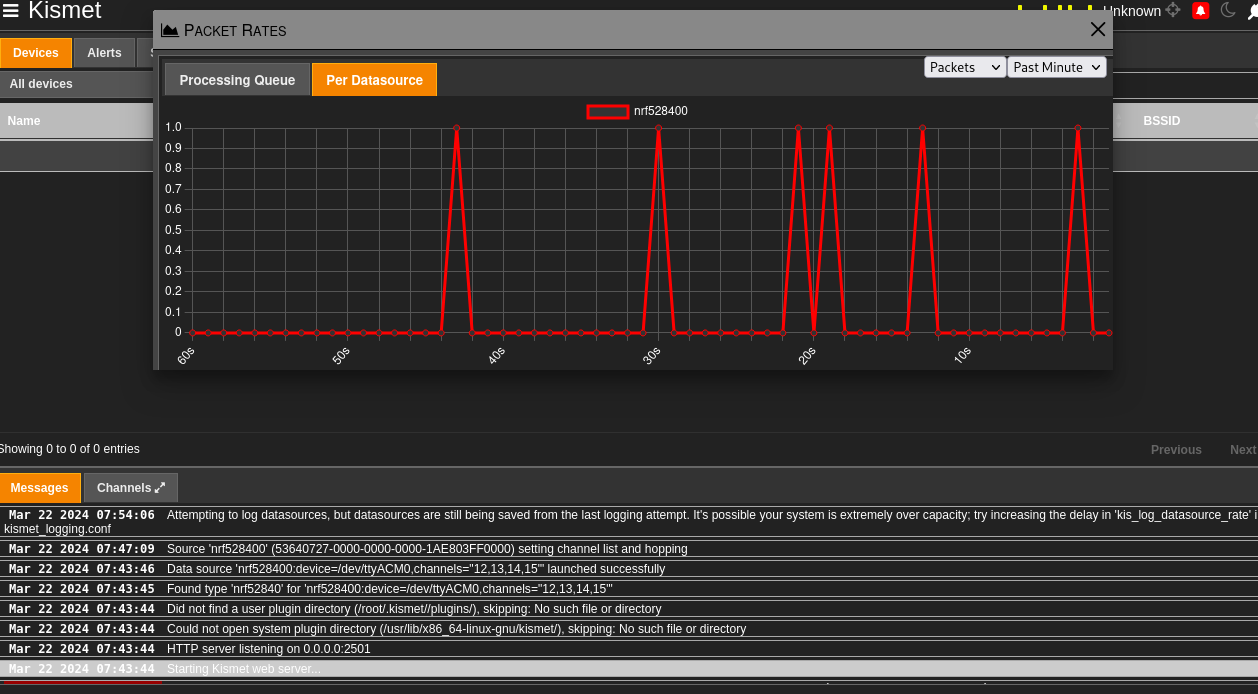 Kismet
Unknown
PACKET RATES
Devices
Alerts
Processing Queue
Per Datasource
Packets
Past Minute
All devices
nrf528400
Name
BSSID
1.0
0.9
0.8
0.7
0.6
0.5
0.4
0.3
0.2
0.1
0
60s
50s
40s
30s
20s
10s
Showing 0 to 0 of 0 entries
Previous
Next
Messages
Channels
Mar 22 2024 07:54:06 Attempting to log datasources, but datasources are still being saved from the last logging attempt. It's possible your system is extremely over capacity; try increasing the delay in 'kis_log_datasource_rate' i
kismet_logging.conf
Mar 22 2024 07:47:09 Source 'nrf528400' (53640727-0000-0000-0000-1AE803FF0000) setting channel list and hopping
Mar 22 2024 07:43:46 Data source 'nrf528400:device=/dev/ttyACM0,channels="12,13,14,15"' launched successfully
Mar 22 2024 07:43:45 Found type 'nrf52840' for 'nrf528400:device=/dev/ttyACM0,channels="12,13,14,15"'
Mar 22 2024 07:43:44 Did not find a user plugin directory (/root/.kismet//plugins/), skipping: No such file or directory
Mar 22 2024 07:43:44 Could not open system plugin directory (/usr/lib/x86_64-linux-gnu/kismet/), skipping: No such file or directory
Mar 22 2024 07:43:44 HTTP server listening on 0.0.0.0:2501
Mar 22 2024 07:43:44 Starting Kismet web server...